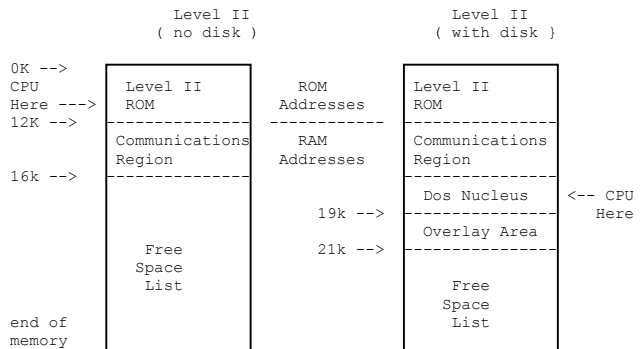 Level II Level II
( no disk ) ( with disk }
0K -->
CPU Level II ROM Level II
Here ---> ROM Addresses ROM
12K -->
Communications RAM Communications
Region Addresses Region
16k -->
Dos Nucleus <-- CPU
19k --> Here
Overlay Area
Free 21k -->
Space
List Free
Space
end of List
memory